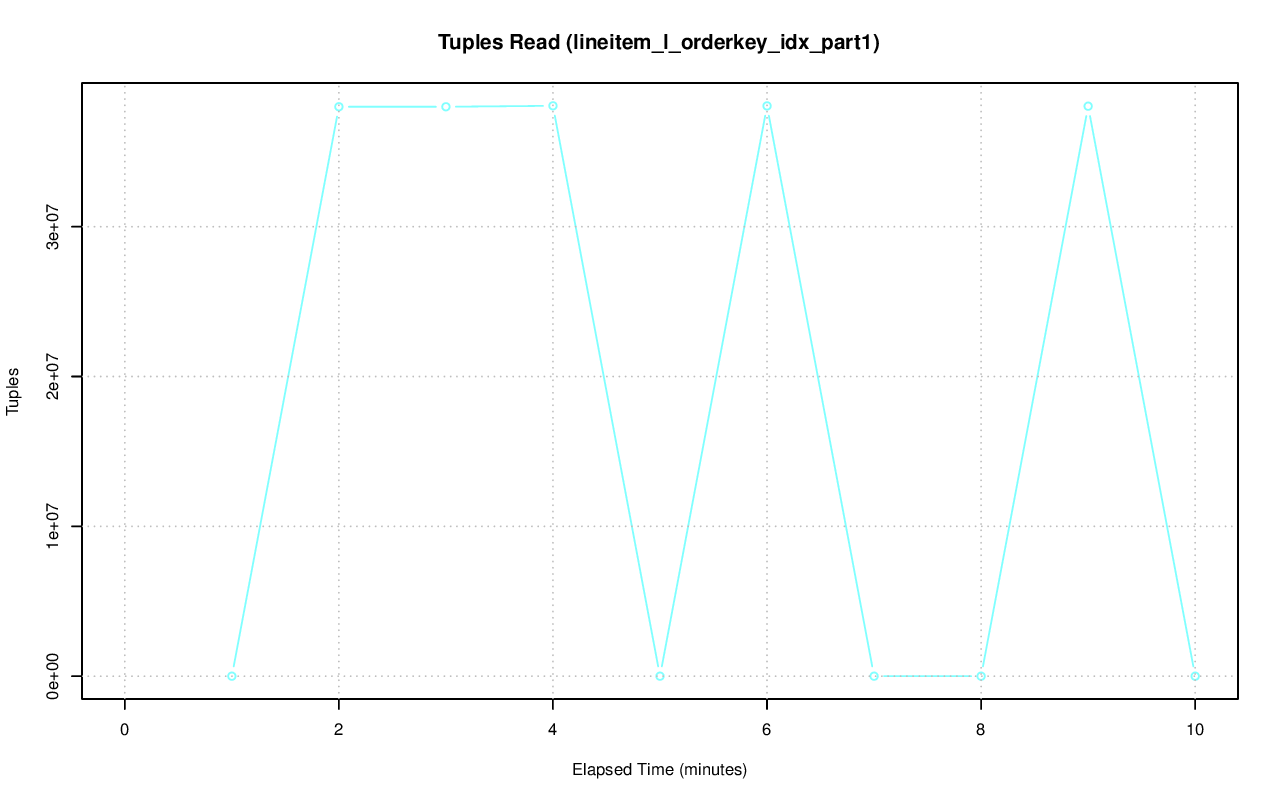 Tuples Read (lineitem_l_orderkey_idx_part1)
Tuples
3e+07
2e+07
1e+07
0e+00
0 2 4 6 8 10
Elapsed Time (minutes)